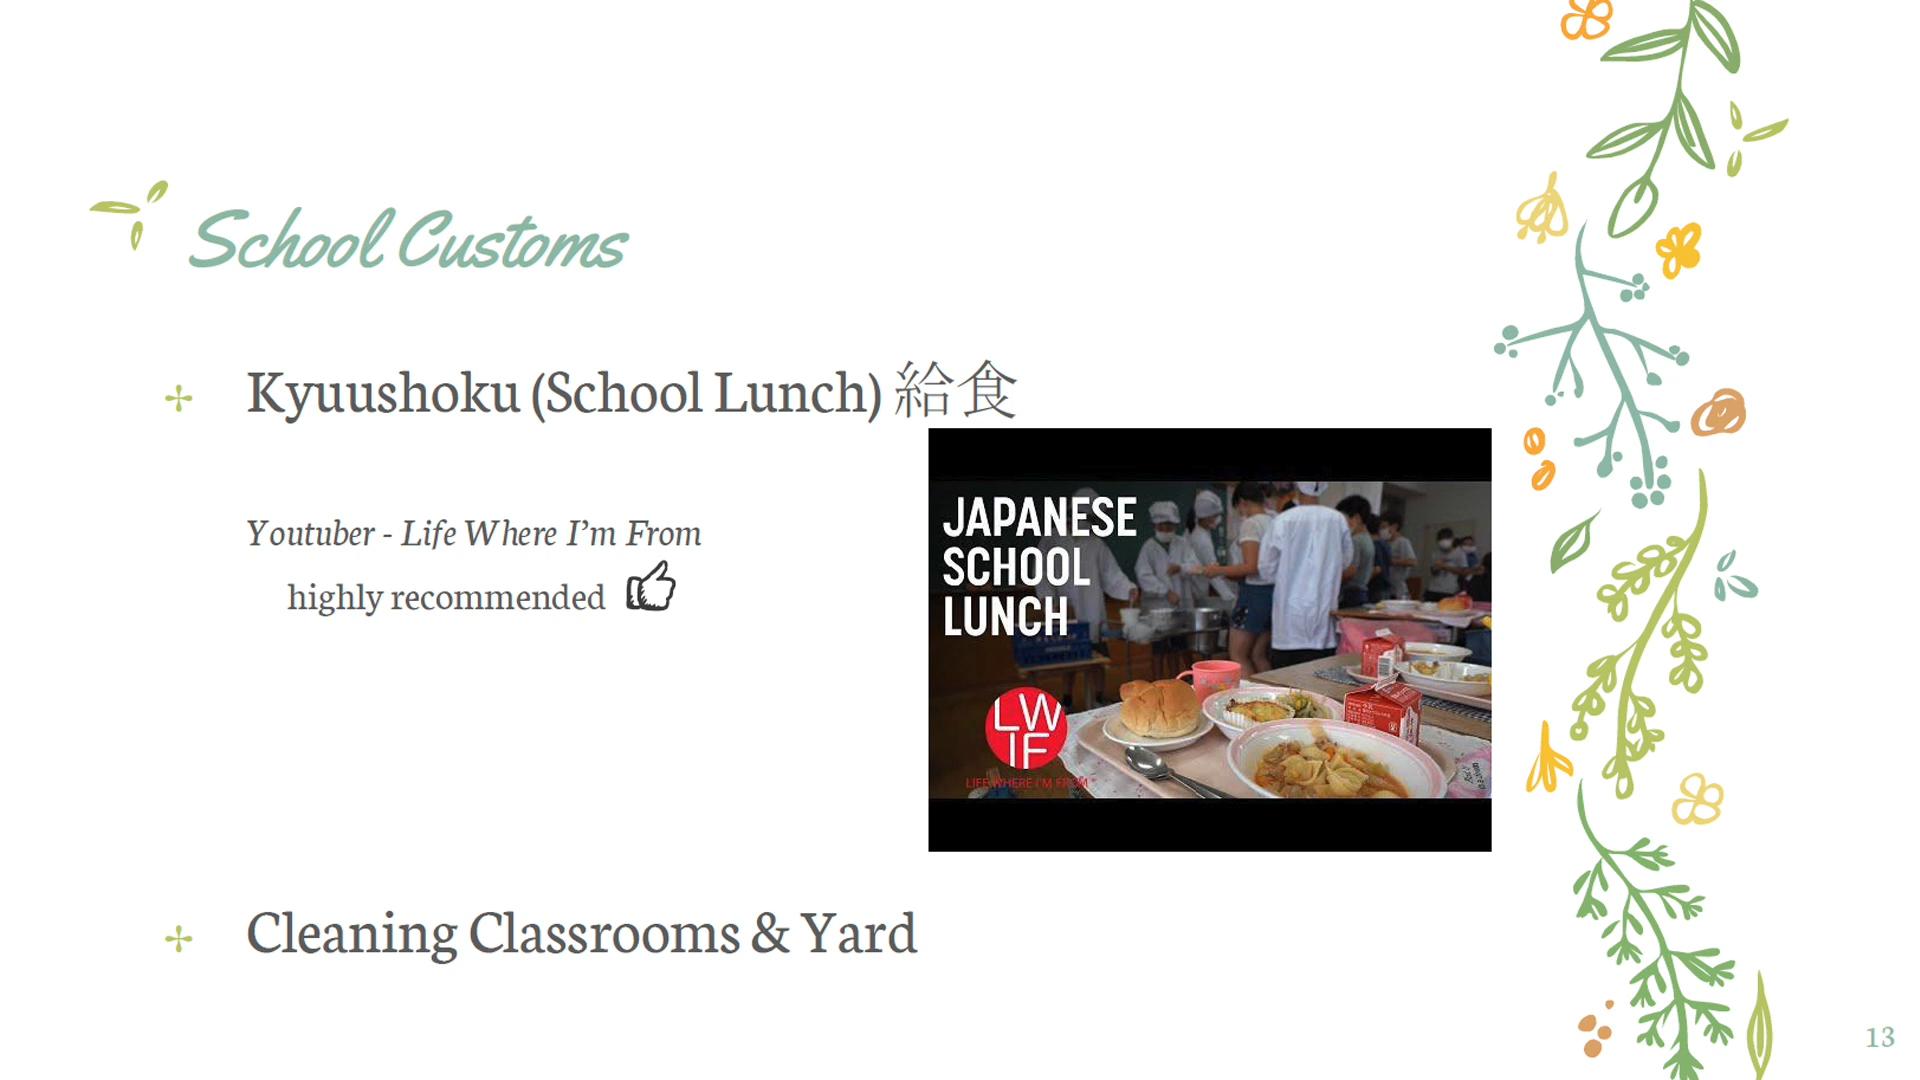 School Customs
Kyuushoku (School Lunch) 給食
Youtuber - Life Where I'm From
highly recommended
JAPANESE
SCHOOL
LUNCH
LW
IF
LIFE WHERE I'M FROM
Cleaning Classrooms & Yard
13